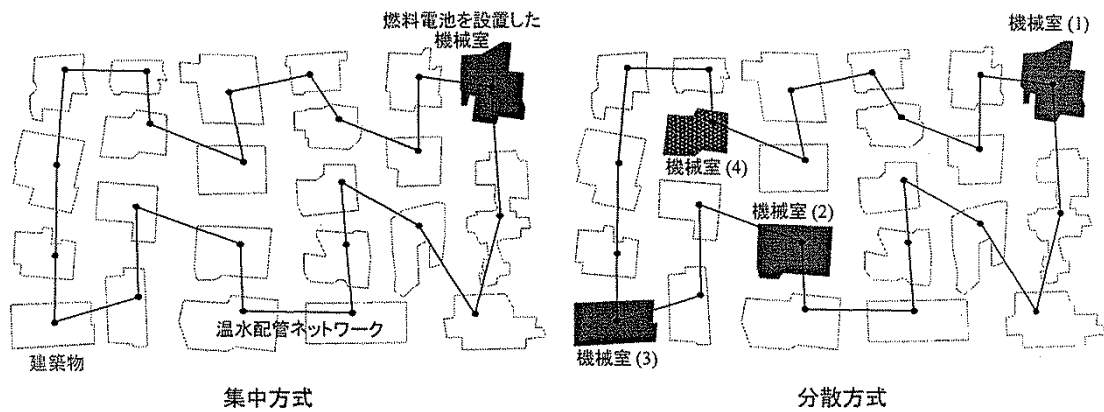 燃料電池を設置した
機械室
温水配管ネットワーク
建築物
集中方式
機械室 (1)
機械室 (4)
機械室 (2)
機械室 (3)
分散方式